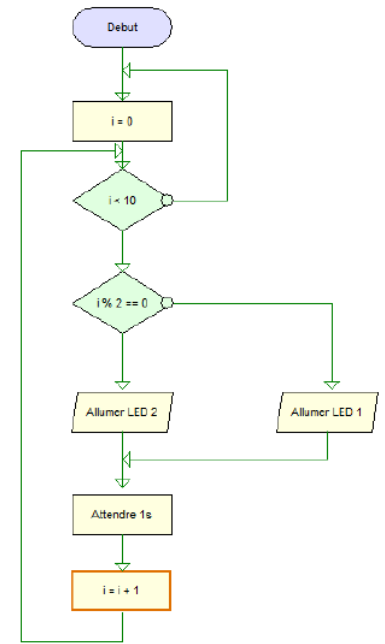 Debut
i = 0
i < 10
i % 2 == 0
Allumer LED 2
Allumer LED 1
Attendre 1s
i = i + 1